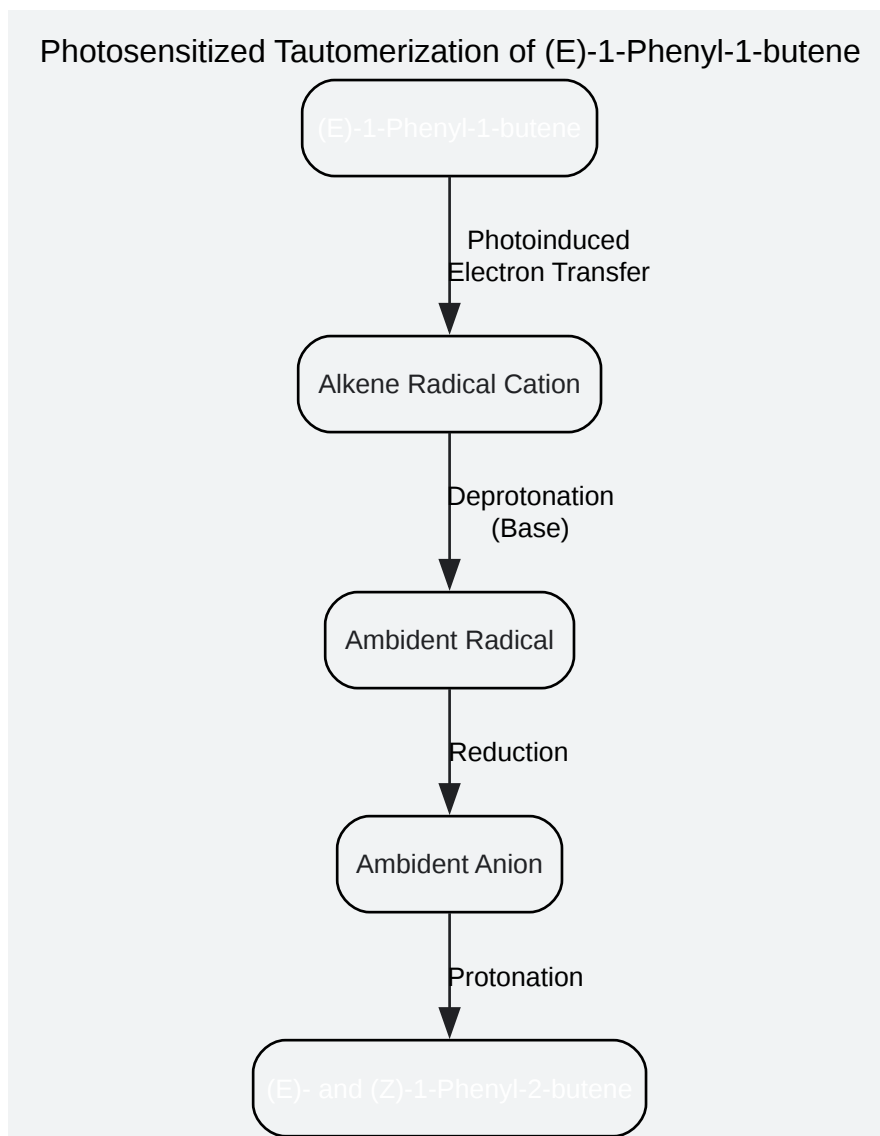 Photosensitized Tautomerization of (E)-1-Phenyl-1-butene
(E)-1-Phenyl-1-butene
Photoinduced
Electron Transfer
Alkene Radical Cation
Deprotonation
(Base)
Ambident Radical
Reduction
Ambident Anion
Protonation
(E)- and (Z)-1-Phenyl-2-butene